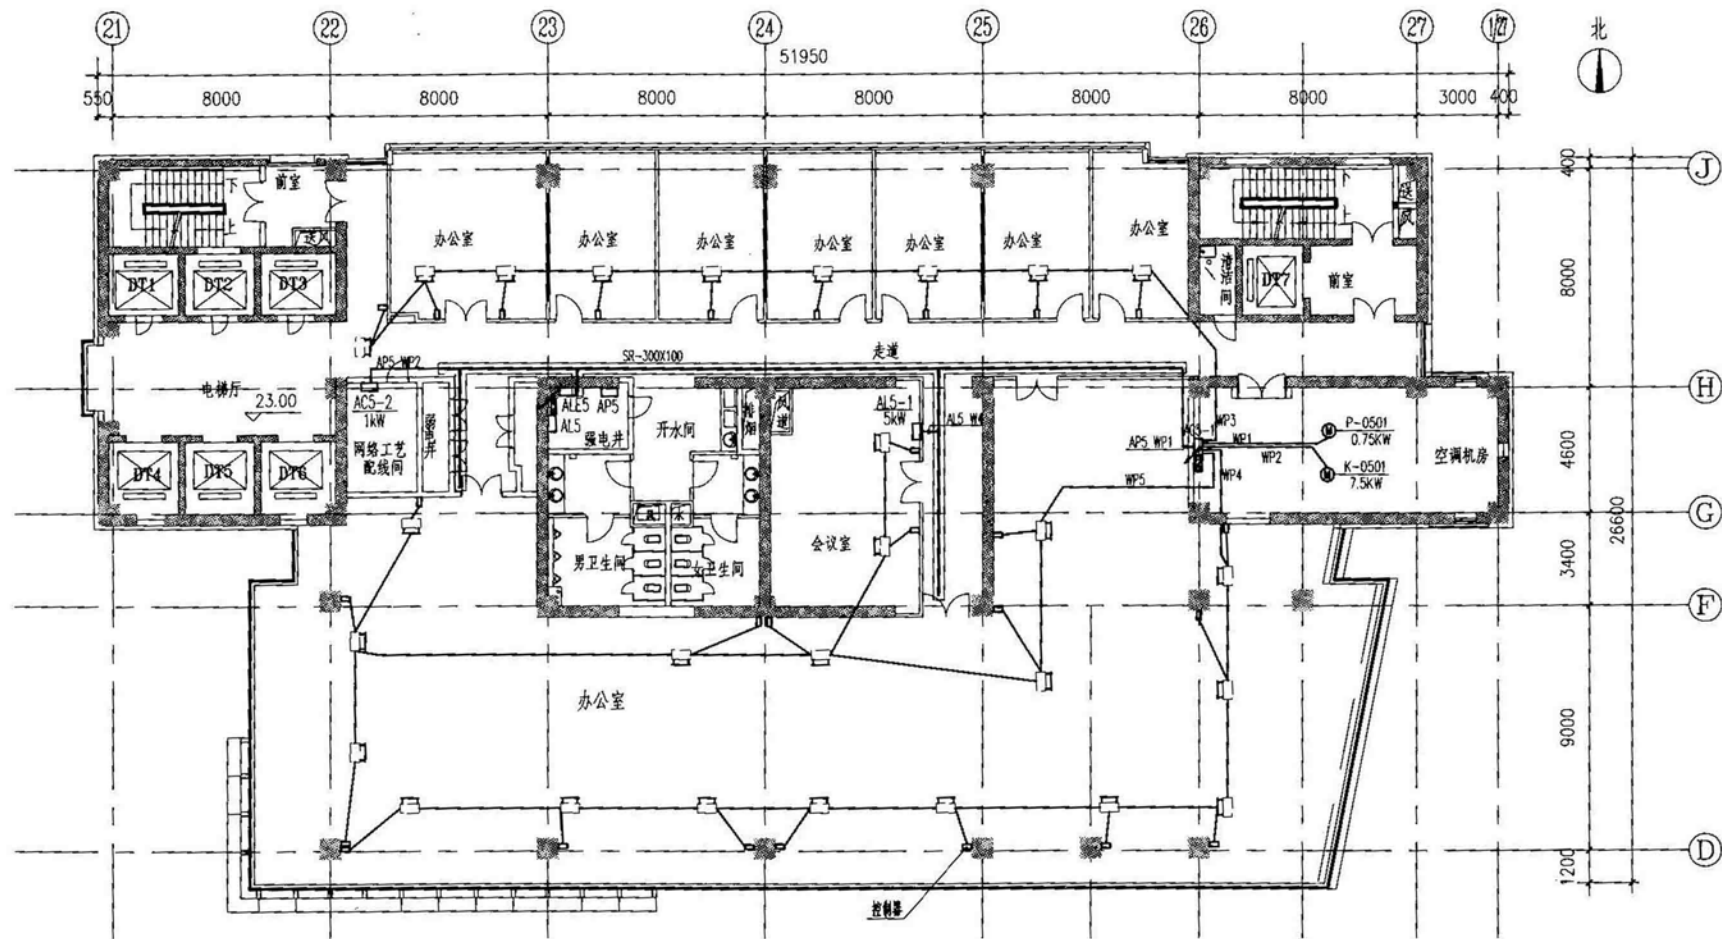 21 22 23 24 25 26 27 1/27
北
51950
550 8000 8000 8000 8000 8000 8000 3000 400
J
400
下 前室
上
送风
办公室 办公室 办公室 办公室 办公室 办公室 办公室
下
上
送风
清洁间
DT1 DT2 DT3
DT7
前室
8000
AP5 WP2
SR-300X100
走道
电梯厅
23.00
H
AC5-2
1kW
网络工艺
配线间
弱电井
ALE5 AP5
AL5
强电井
开水间
排烟
风道
AL5-1
5kW
AL5 W4
AP5 WP1
AC5-1
WP3
WP1
WP2
WP4
WP5
P-0501
0.75KW
K-0501
7.5KW
M
M
空调机房
4600
DT4 DT5 DT6
G
26600
风 水
男卫生间
女卫生间
会议室
3400
F
办公室
9000
D
1200
控制器